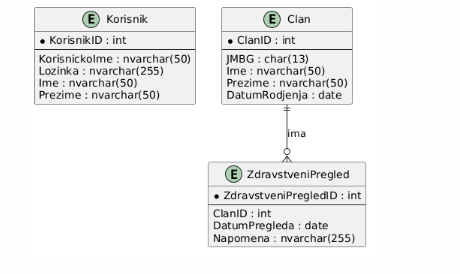 E Korisnik
• KorisnikID : int
KorisnickoIme : nvarchar(50)
Lozinka : nvarchar(255)
Ime : nvarchar(50)
Prezime : nvarchar(50)
E Clan
• ClanID : int
JMBG : char(13)
Ime : nvarchar(50)
Prezime : nvarchar(50)
DatumRodjenja : date
ima
E ZdravstveniPregled
• ZdravstveniPregledID : int
ClanID : int
DatumPregleda : date
Napomena : nvarchar(255)